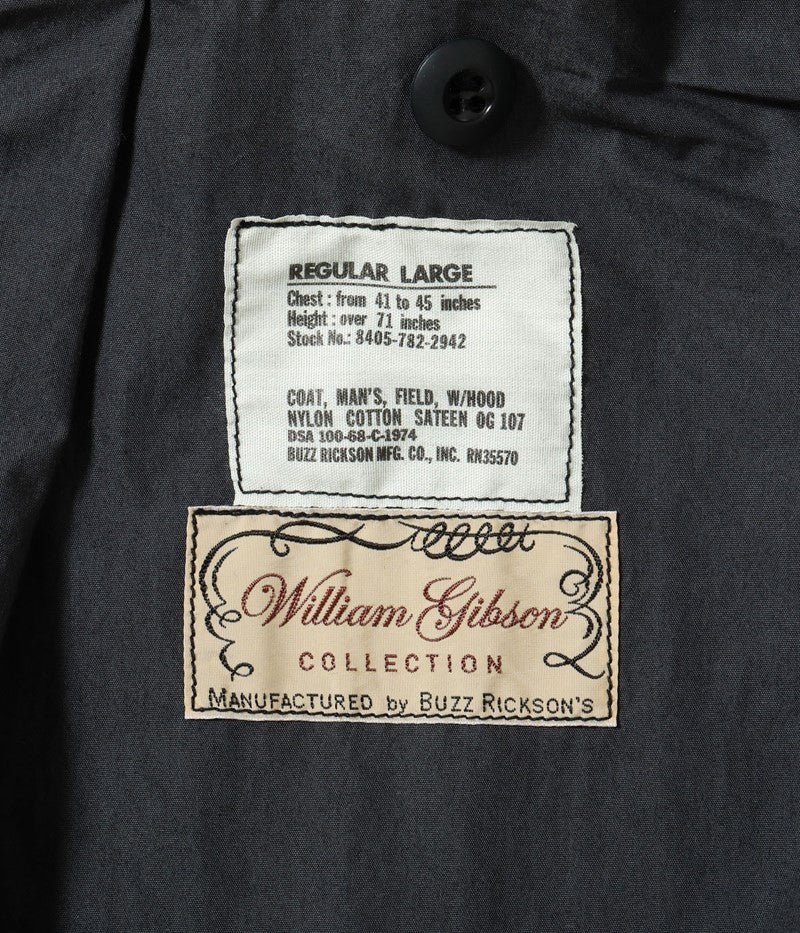 REGULAR LARGE
Chest : from 41 to 45 inches
Height : over 71 inches
Stock No.: 8405-782-2942
COAT, MAN'S, FIELD, W/HOOD
NYLON COTTON SATEEN OG 107
DSA 100-68-C-1974
BUZZ RICKSON MFG. CO., INC. RN35570
William Gibson
COLLECTION
MANUFACTURED by BUZZ RICKSON'S